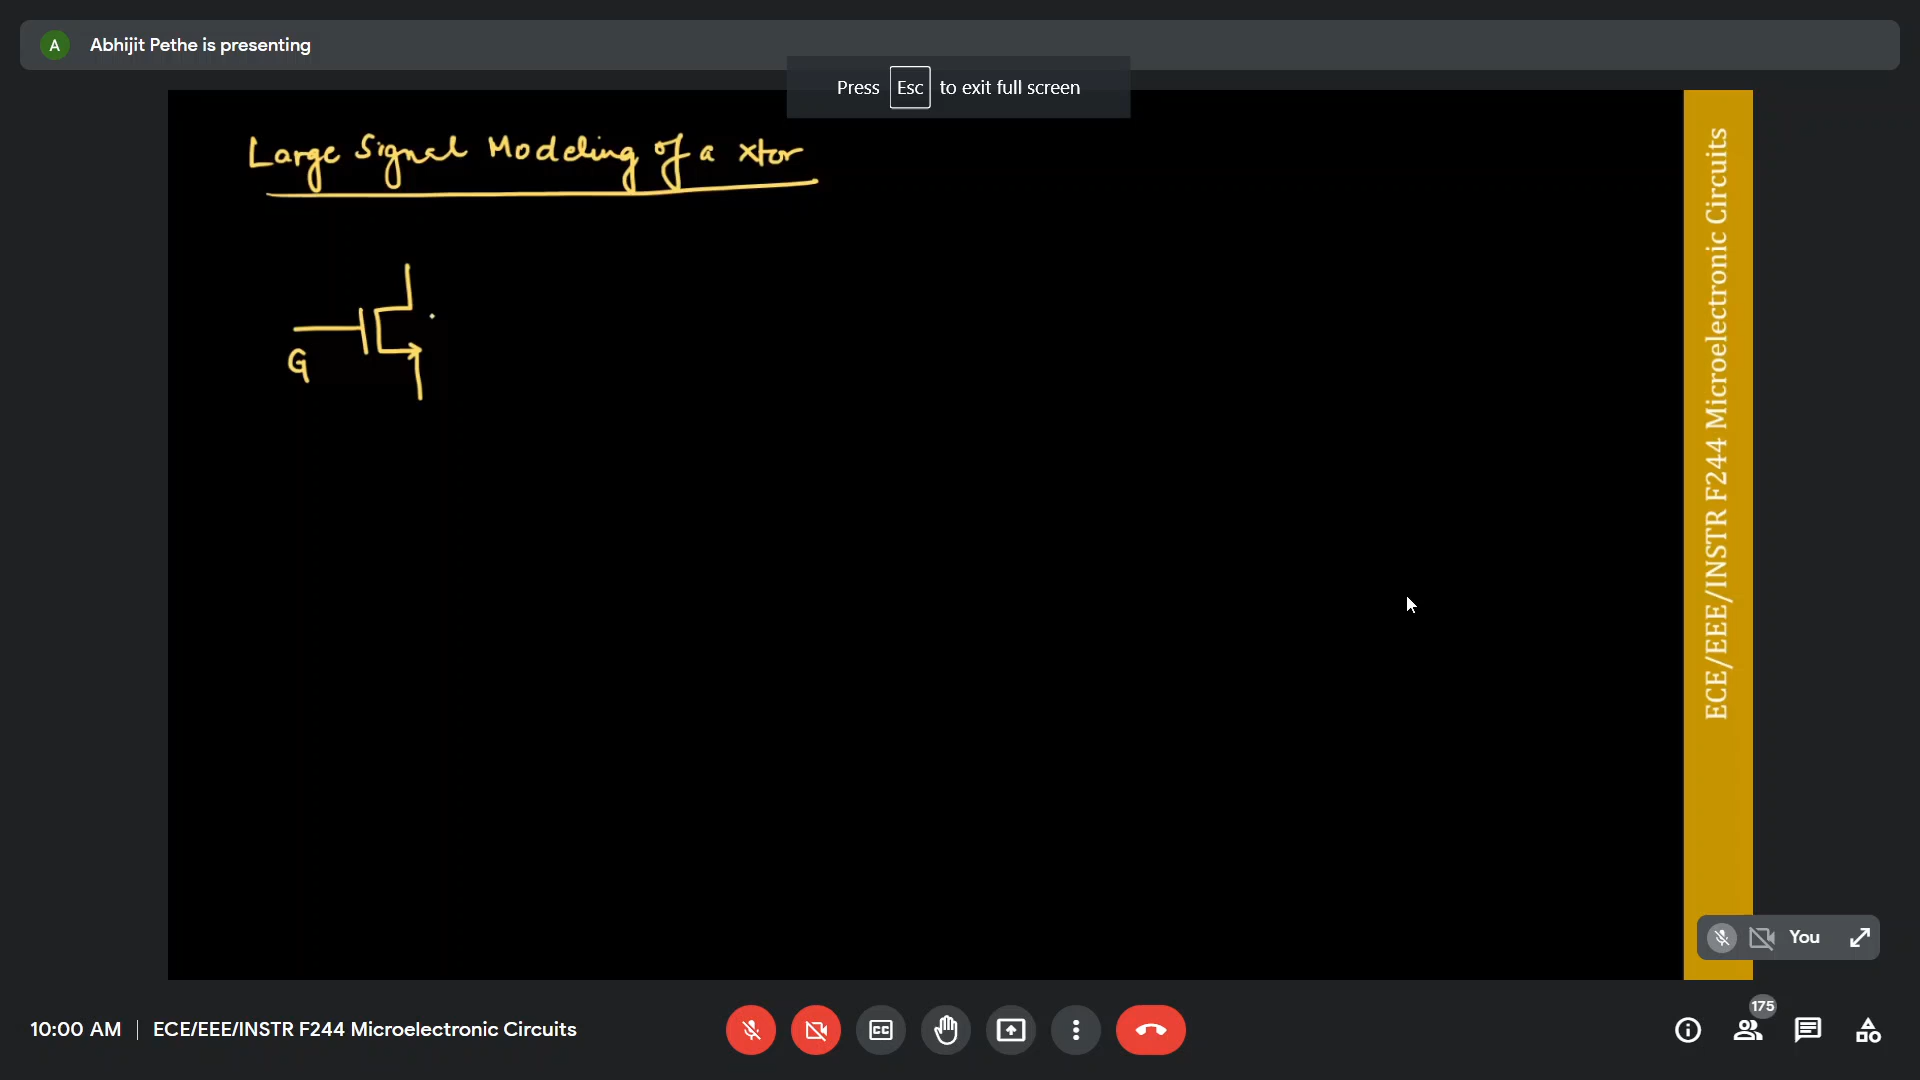 A
Abhijit Pethe is presenting
Press Esc to exit full screen
Large Signal Modeling of a xtor
G
ECE/EEE/INSTR F244 Microelectronic Circuits
You
175
10:00 AM | ECE/EEE/INSTR F244 Microelectronic Circuits
CC